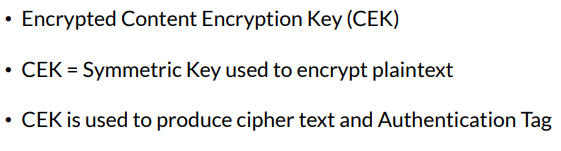 • Encrypted Content Encryption Key (CEK)
• CEK = Symmetric Key used to encrypt plaintext
• CEK is used to produce cipher text and Authentication Tag